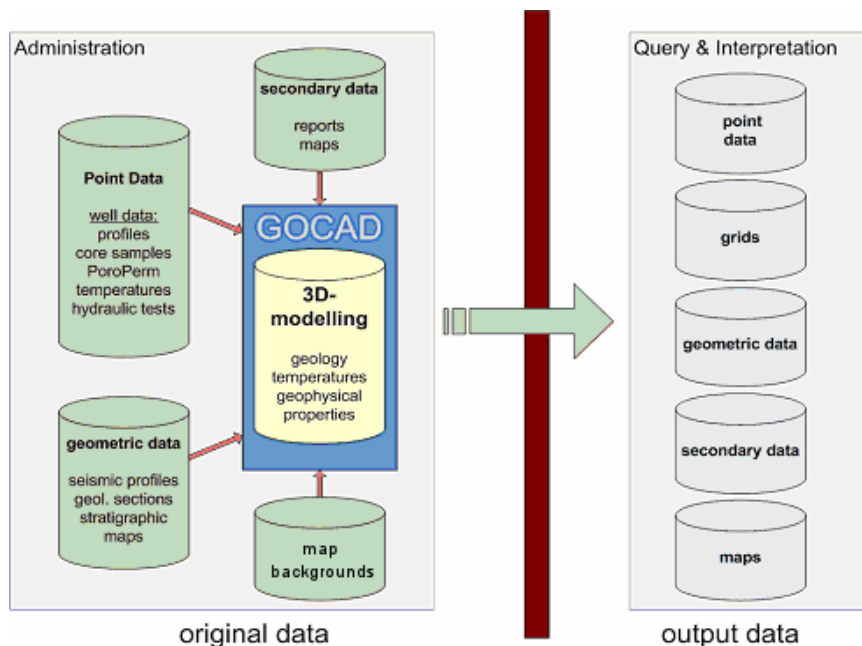 Administration
secondary data
reports
maps
Point Data
well data:
profiles
core samples
PoroPerm
temperatures
hydraulic tests
GOCAD
3D-
modelling
geology
temperatures
geophysical
properties
geometric data
seismic profiles
geol. sections
stratigraphic
maps
map
backgrounds
original data
Query & Interpretation
point
data
grids
geometric data
secondary data
maps
output data